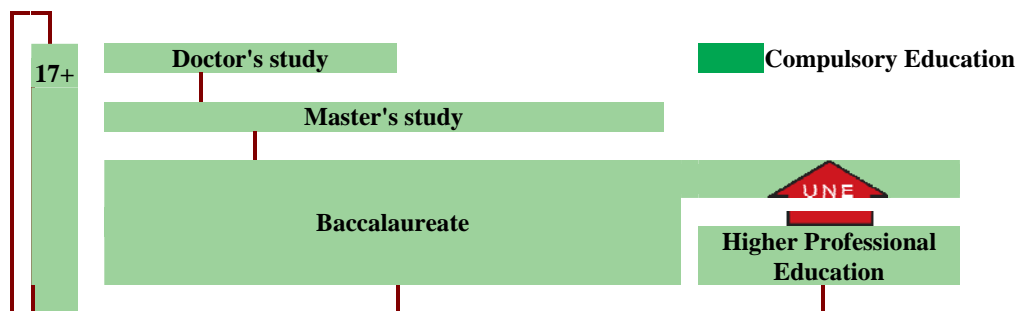 Doctor's study
17+
Compulsory Education
Master's study
UNE
Baccalaureate
Higher Professional
Education